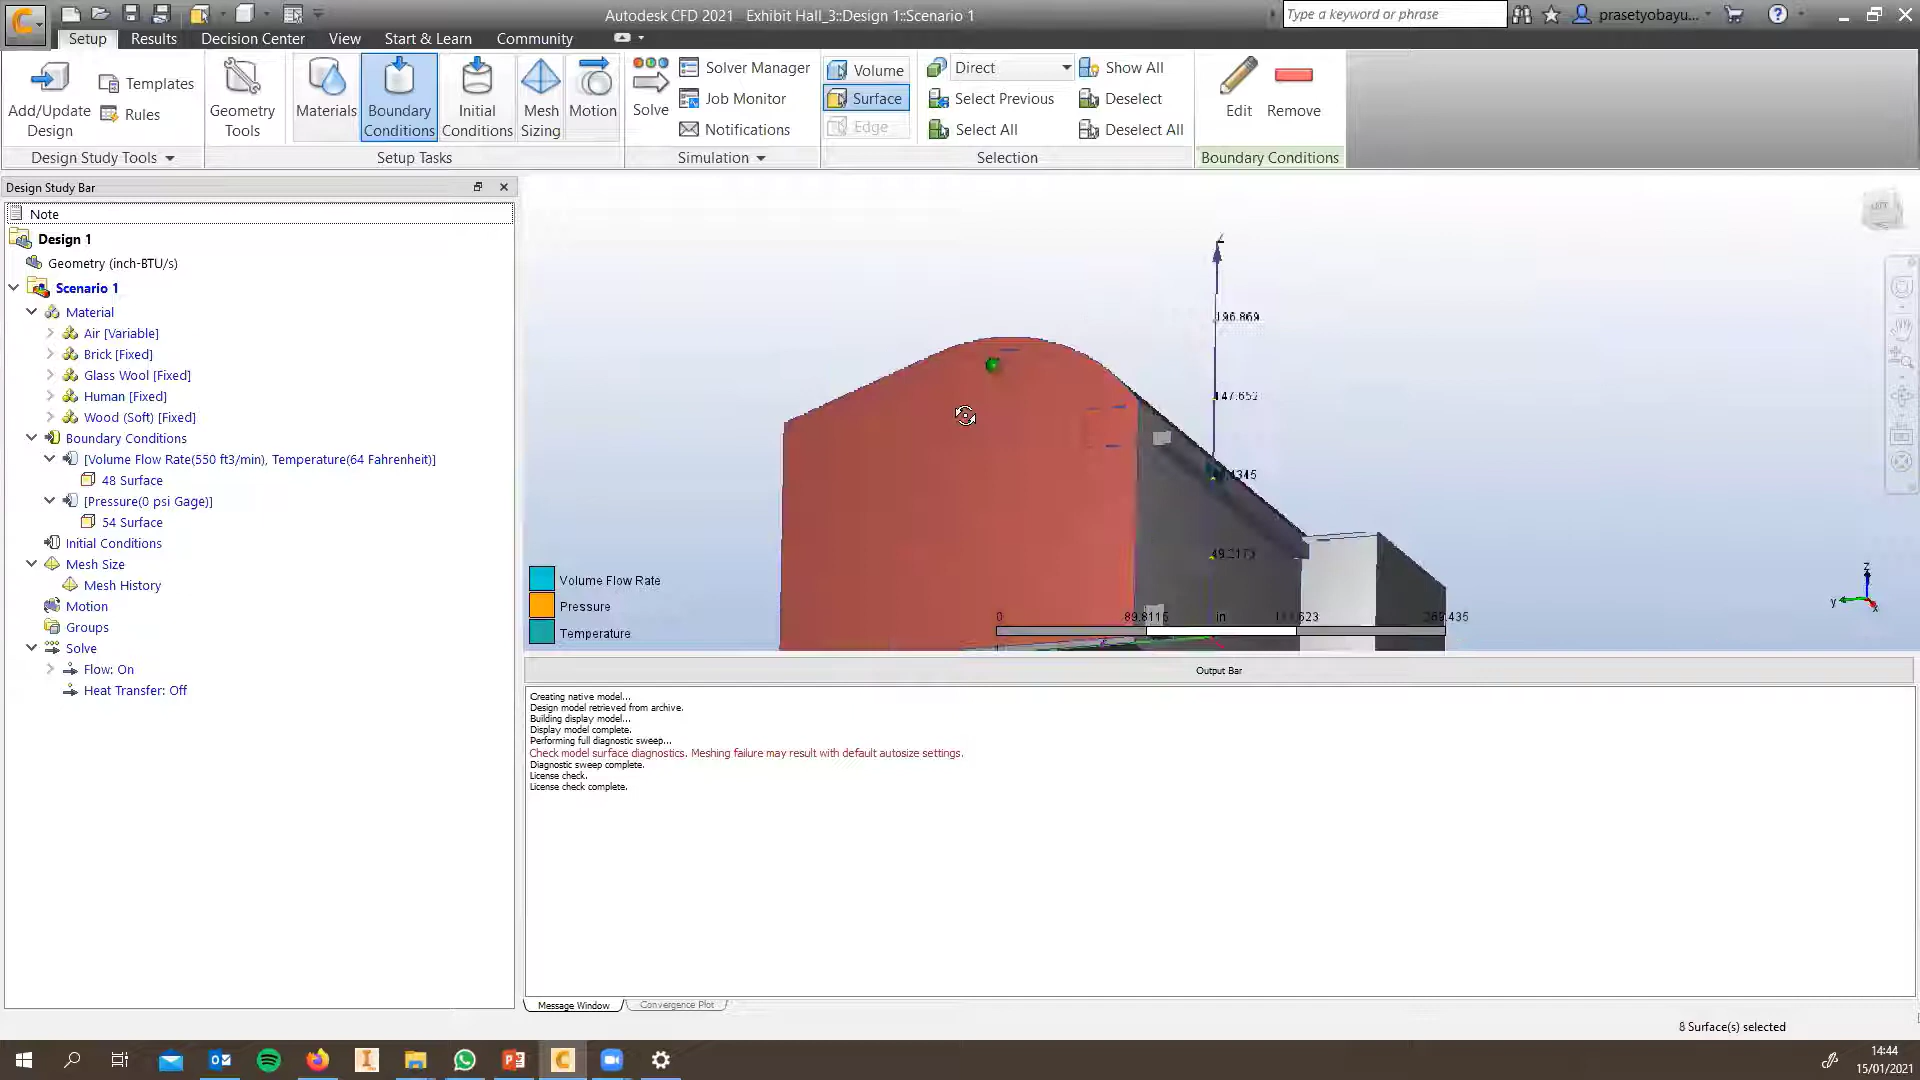 Autodesk CFD 2021 Exhibit Hall_3::Design 1::Scenario 1
Type a keyword or phrase
prasetyobayu...
Setup
Results
Decision Center
View
Start & Learn
Community
Add/Update
Design
Templates
Rules
Design Study Tools
Geometry
Tools
Materials
Boundary
Conditions
Initial
Conditions
Mesh
Sizing
Motion
Setup Tasks
Solve
Solver Manager
Job Monitor
Notifications
Simulation
Volume
Surface
Edge
Direct
Select Previous
Select All
Show All
Deselect
Deselect All
Selection
Edit
Remove
Boundary Conditions
Design Study Bar
Note
Design 1
Geometry (inch-BTU/s)
Scenario 1
Material
Air [Variable]
Brick [Fixed]
Glass Wool [Fixed]
Human [Fixed]
Wood (Soft) [Fixed]
Boundary Conditions
[Volume Flow Rate(550 ft3/min), Temperature(64 Fahrenheit)]
48 Surface
[Pressure(0 psi Gage)]
54 Surface
Initial Conditions
Mesh Size
Mesh History
Motion
Groups
Solve
Flow: On
Heat Transfer: Off
LEFT
196.869
147.652
49.2173
Volume Flow Rate
Pressure
Temperature
0
89.8115
in
Z
Y
X
Output Bar
Creating native model...
Design model retrieved from archive.
Building display model...
Display model complete.
Performing full diagnostic sweep...
Check model surface diagnostics. Meshing failure may result with default autosize settings.
Diagnostic sweep complete.
License check.
License check complete.
Message Window
Convergence Plot
8 Surface(s) selected
14:44
15/01/2021